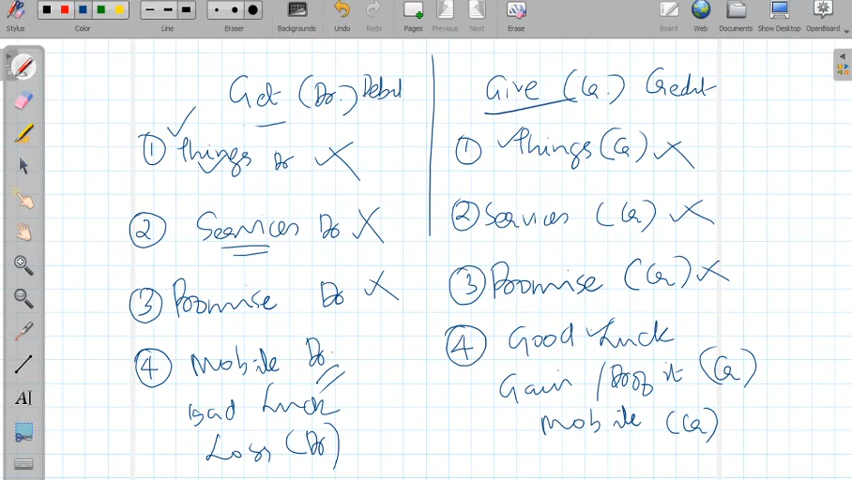 Stylus
Color
Line
Eraser
Backgrounds
Undo
Redo
Pages
Previous
Next
Erase
Board
Web
Documents
Show Desktop
OpenBoard
Get (Dr.) Debit
① Things Dr X
② Services Dr X
③ Promise Dr X
④ Mobile Dr.
Bad Luck
Loss (Dr)
Give (Cr.) Credit
① Things (Cr) X
② Services (Cr) X
③ Promise (Cr) X
④ Good Luck
Gain / Profit (Cr)
Mobile (Cr)